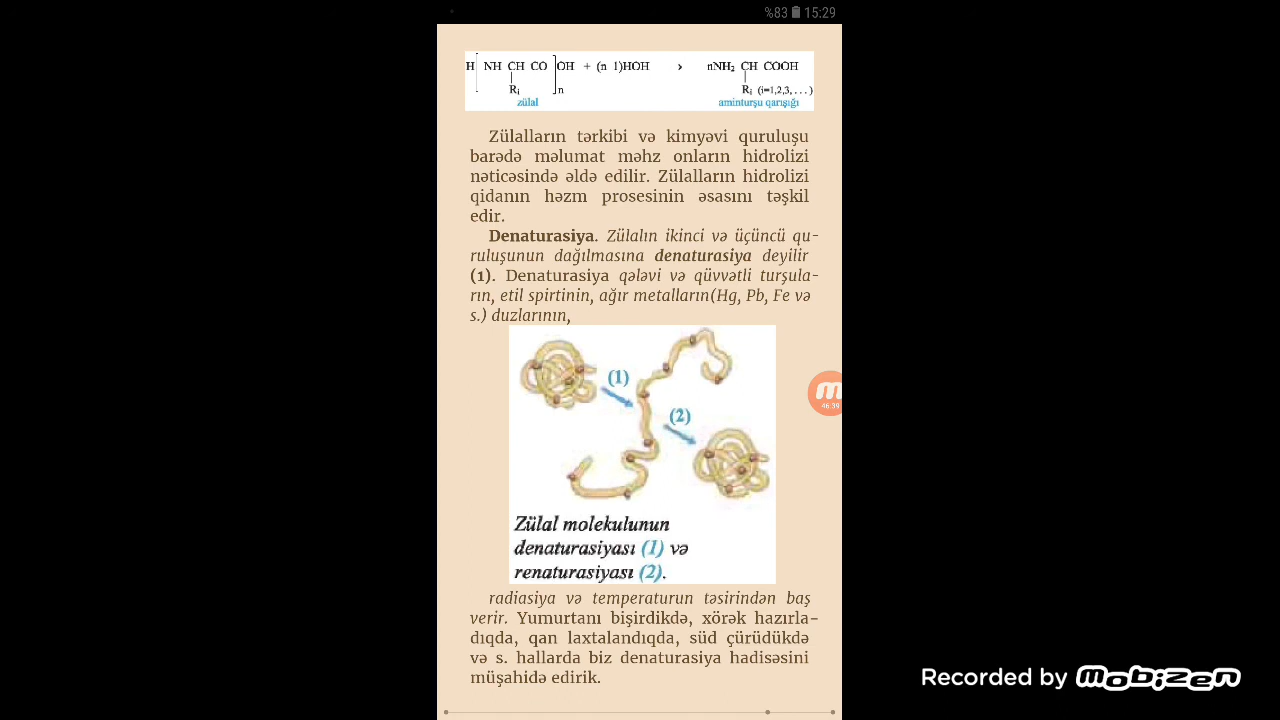 %83 15:29
H NH CH CO OH + (n 1)HOH > nNH₂ CH COOH
Rᵢ n Rᵢ (i=1,2,3, . . . )
zülal aminturşu qarışığı
Zülalların tərkibi və kimyəvi quruluşu
barədə məlumat məhz onların hidrolizi
nəticəsində əldə edilir. Zülalların hidrolizi
qidanın həzm prosesinin əsasını təşkil
edir.
Denaturasiya. Zülalın ikinci və üçüncü qu-
ruluşunun dağılmasına denaturasiya deyilir
(1). Denaturasiya qələvi və qüvvətli turşula-
rın, etil spirtinin, ağır metalların(Hg, Pb, Fe və
s.) duzlarının,
(1)
(2)
46:39
Zülal molekulunun
denaturasiyası (1) və
renaturasiyası (2).
radiasiya və temperaturun təsirindən baş
verir. Yumurtanı bişirdikdə, xörək hazırla-
dıqda, qan laxtalandıqda, süd çürüdükdə
və s. hallarda biz denaturasiya hadisəsini
müşahidə edirik.
Recorded by MOBIZEN